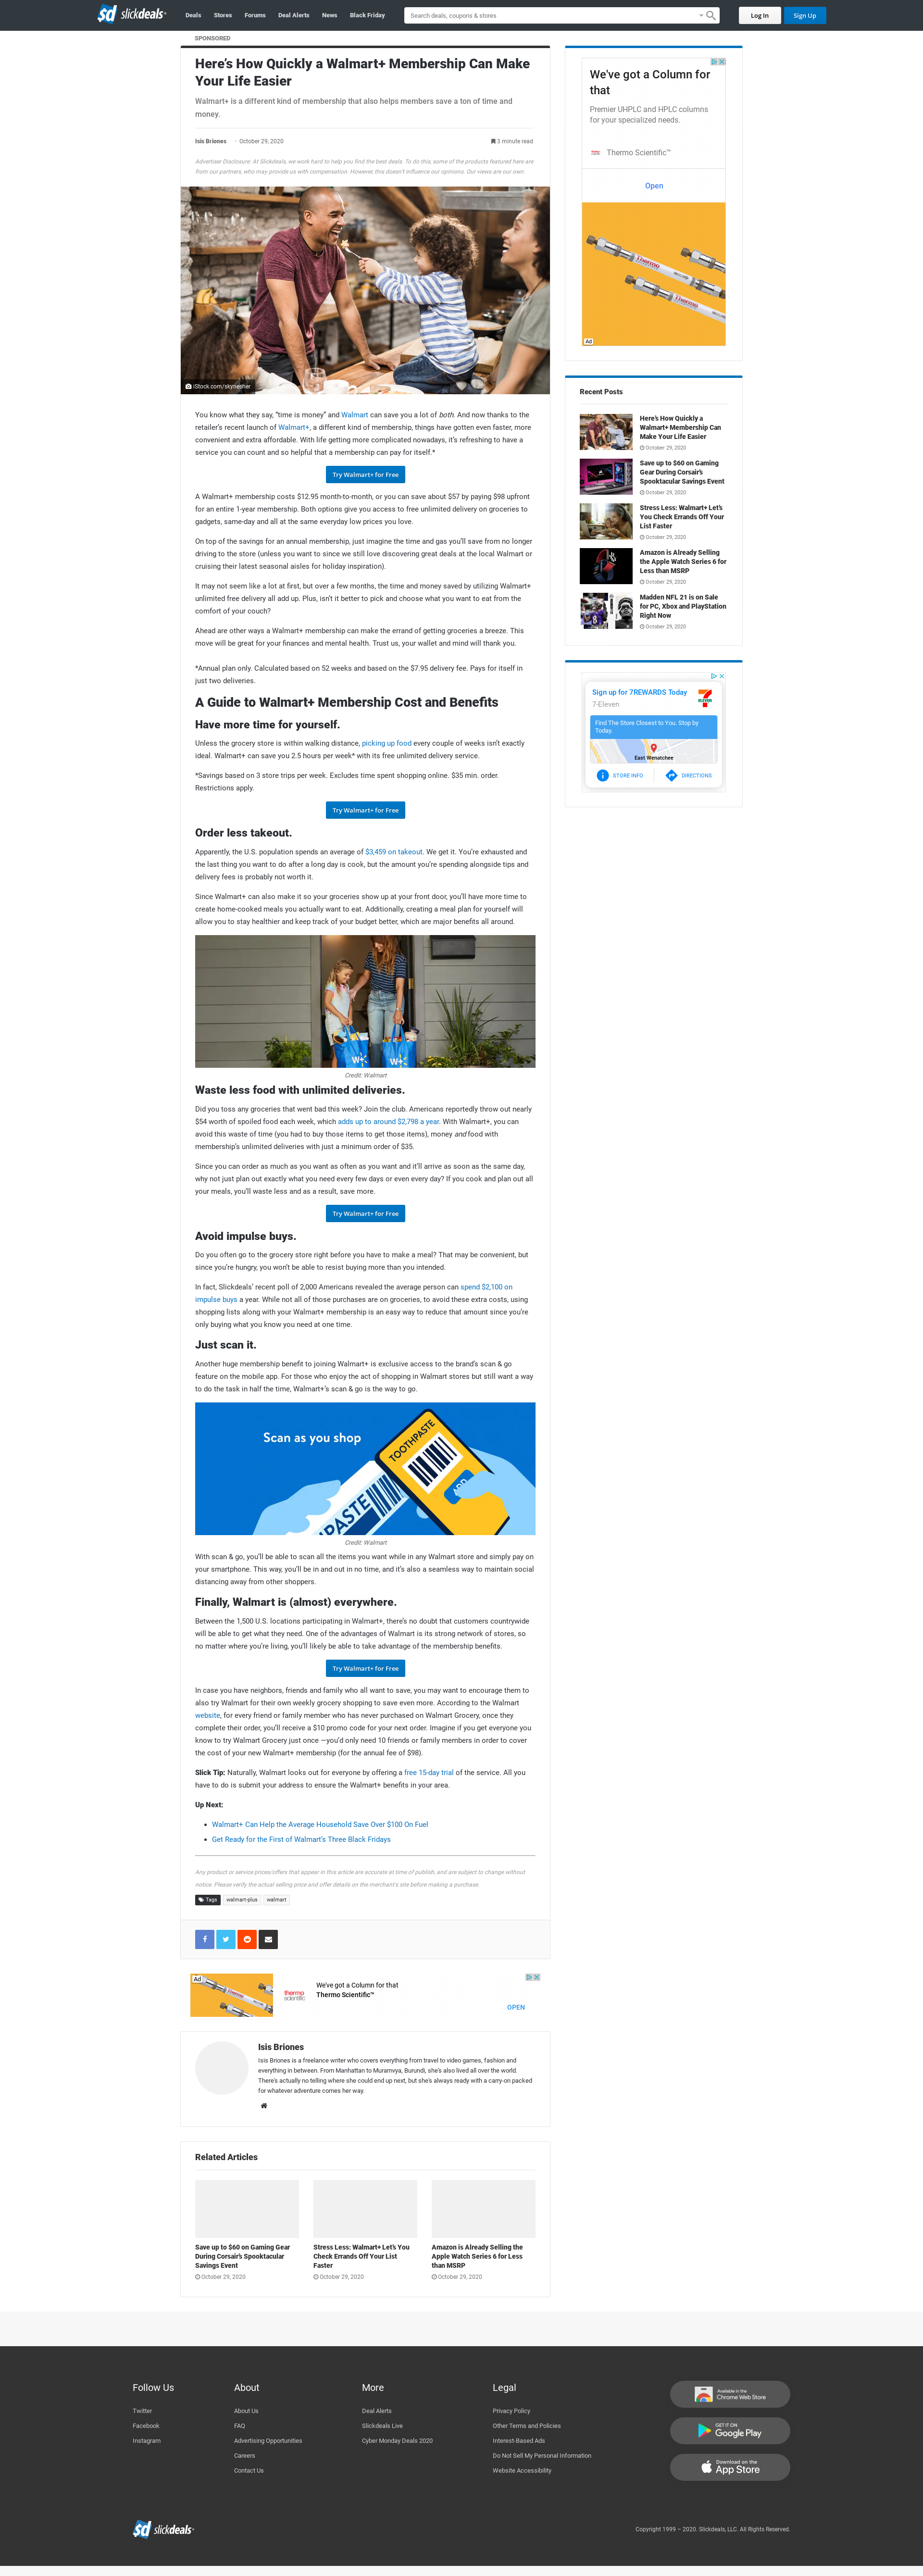 sd slickdeals
Deals
Stores
Forums
Deal Alerts
News
Black Friday
Search deals, coupons & stores
Log In
Sign Up
SPONSORED
Here's How Quickly a Walmart+ Membership Can Make
Your Life Easier
Walmart+ is a different kind of membership that also helps members save a ton of time and
money.
Isis Briones · October 29, 2020
3 minute read
Advertiser Disclosure: At Slickdeals, we work hard to help you find the best deals. To do this, some of the products featured here are
from our partners, who may provide us with compensation. However, this doesn't influence our opinions. Our views are our own.
iStock.com/skynesher
You know what they say, "time is money" and Walmart can save you a lot of both. And now thanks to the
retailer's recent launch of Walmart+, a different kind of membership, things have gotten even faster, more
convenient and extra affordable. With life getting more complicated nowadays, it's refreshing to have a
service you can count and so helpful that a membership can pay for itself.*
Try Walmart+ for Free
A Walmart+ membership costs $12.95 month-to-month, or you can save about $57 by paying $98 upfront
for an entire 1-year membership. Both options give you access to free unlimited delivery on groceries to
gadgets, same-day and all at the same everyday low prices you love.
On top of the savings for an annual membership, just imagine the time and gas you'll save from no longer
driving to the store (unless you want to since we still love discovering great deals at the local Walmart or
cruising their latest seasonal aisles for holiday inspiration).
It may not seem like a lot at first, but over a few months, the time and money saved by utilizing Walmart+
unlimited free delivery all add up. Plus, isn't it better to pick and choose what you want to eat from the
comfort of your couch?
Ahead are other ways a Walmart+ membership can make the errand of getting groceries a breeze. This
move will be great for your finances and mental health. Trust us, your wallet and mind will thank you.
*Annual plan only. Calculated based on 52 weeks and based on the $7.95 delivery fee. Pays for itself in
just two deliveries.
A Guide to Walmart+ Membership Cost and Benefits
Have more time for yourself.
Unless the grocery store is within walking distance, picking up food every couple of weeks isn't exactly
ideal. Walmart+ can save you 2.5 hours per week* with its free unlimited delivery service.
*Savings based on 3 store trips per week. Excludes time spent shopping online. $35 min. order.
Restrictions apply.
Try Walmart+ for Free
Order less takeout.
Apparently, the U.S. population spends an average of $3,459 on takeout. We get it. You're exhausted and
the last thing you want to do after a long day is cook, but the amount you're spending alongside tips and
delivery fees is probably not worth it.
Since Walmart+ can also make it so your groceries show up at your front door, you'll have more time to
create home-cooked meals you actually want to eat. Additionally, creating a meal plan for yourself will
allow you to stay healthier and keep track of your budget better, which are major benefits all around.
W+
W+
Credit: Walmart
Waste less food with unlimited deliveries.
Did you toss any groceries that went bad this week? Join the club. Americans reportedly throw out nearly
$54 worth of spoiled food each week, which adds up to around $2,798 a year. With Walmart+, you can
avoid this waste of time (you had to buy those items to get those items), money and food with
membership's unlimited deliveries with just a minimum order of $35.
Since you can order as much as you want as often as you want and it'll arrive as soon as the same day,
why not just plan out exactly what you need every few days or even every day? If you cook and plan out all
your meals, you'll waste less and as a result, save more.
Try Walmart+ for Free
Avoid impulse buys.
Do you often go to the grocery store right before you have to make a meal? That may be convenient, but
since you're hungry, you won't be able to resist buying more than you intended.
In fact, Slickdeals' recent poll of 2,000 Americans revealed the average person can spend $2,100 on
impulse buys a year. While not all of those purchases are on groceries, to avoid these extra costs, using
shopping lists along with your Walmart+ membership is an easy way to reduce that amount since you're
only buying what you know you need at one time.
Just scan it.
Another huge membership benefit to joining Walmart+ is exclusive access to the brand's scan & go
feature on the mobile app. For those who enjoy the act of shopping in Walmart stores but still want a way
to do the task in half the time, Walmart+'s scan & go is the way to go.
Scan as you shop
TOOTHPASTE
ADD
Credit: Walmart
With scan & go, you'll be able to scan all the items you want while in any Walmart store and simply pay on
your smartphone. This way, you'll be in and out in no time, and it's also a seamless way to maintain social
distancing away from other shoppers.
Finally, Walmart is (almost) everywhere.
Between the 1,500 U.S. locations participating in Walmart+, there's no doubt that customers countrywide
will be able to get what they need. One of the advantages of Walmart is its strong network of stores, so
no matter where you're living, you'll likely be able to take advantage of the membership benefits.
Try Walmart+ for Free
In case you have neighbors, friends and family who all want to save, you may want to encourage them to
also try Walmart for their own weekly grocery shopping to save even more. According to the Walmart
website, for every friend or family member who has never purchased on Walmart Grocery, once they
complete their order, you'll receive a $10 promo code for your next order. Imagine if you get everyone you
know to try Walmart Grocery just once —you'd only need 10 friends or family members in order to cover
the cost of your new Walmart+ membership (for the annual fee of $98).
Slick Tip: Naturally, Walmart looks out for everyone by offering a free 15-day trial of the service. All you
have to do is submit your address to ensure the Walmart+ benefits in your area.
Up Next:
• Walmart+ Can Help the Average Household Save Over $100 On Fuel
• Get Ready for the First of Walmart's Three Black Fridays
Any product or service prices/offers that appear in this article are accurate at time of publish, and are subject to change without
notice. Please verify the actual selling price and offer details on the merchant's site before making a purchase.
Tags walmart-plus walmart
Ad
thermo scientific
We've got a Column for that
Thermo Scientific™
OPEN
Isis Briones
Isis Briones is a freelance writer who covers everything from travel to video games, fashion and
everything in between. From Manhattan to Muramvya, Burundi, she's also lived all over the world.
There's actually no telling where she could end up next, but she's always ready with a carry-on packed
for whatever adventure comes her way.
Related Articles
Save up to $60 on Gaming Gear
During Corsair's Spooktacular
Savings Event
October 29, 2020
Stress Less: Walmart+ Let's You
Check Errands Off Your List
Faster
October 29, 2020
Amazon is Already Selling the
Apple Watch Series 6 for Less
than MSRP
October 29, 2020
We've got a Column for
that
Premier UHPLC and HPLC columns
for your specialized needs.
Thermo Scientific™
Open
Ad
Recent Posts
Here's How Quickly a
Walmart+ Membership Can
Make Your Life Easier
October 29, 2020
Save up to $60 on Gaming
Gear During Corsair's
Spooktacular Savings Event
October 29, 2020
Stress Less: Walmart+ Let's
You Check Errands Off Your
List Faster
October 29, 2020
Amazon is Already Selling
the Apple Watch Series 6 for
Less than MSRP
October 29, 2020
Madden NFL 21 is on Sale
for PC, Xbox and PlayStation
Right Now
October 29, 2020
Sign up for 7REWARDS Today
7-Eleven
7 ELEVEN
Find The Store Closest to You. Stop by
Today.
East Wenatchee
STORE INFO
DIRECTIONS
Follow Us
Twitter
Facebook
Instagram
About
About Us
FAQ
Advertising Opportunities
Careers
Contact Us
More
Deal Alerts
Slickdeals Live
Cyber Monday Deals 2020
Legal
Privacy Policy
Other Terms and Policies
Interest-Based Ads
Do Not Sell My Personal Information
Website Accessibility
Available in the
Chrome Web Store
GET IT ON
Google Play
Download on the
App Store
sd slickdeals
Copyright 1999 – 2020. Slickdeals, LLC. All Rights Reserved.